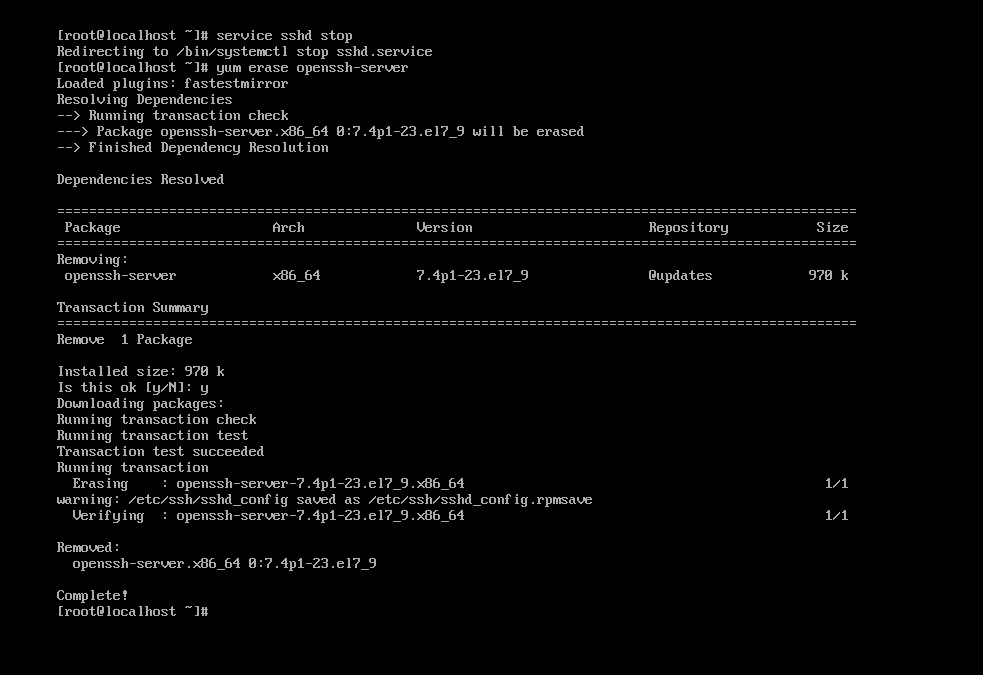 [root@localhost ~]# service sshd stop
Redirecting to /bin/systemctl stop sshd.service
[root@localhost ~]# yum erase openssh-server
Loaded plugins: fastestmirror
Resolving Dependencies
--> Running transaction check
---> Package openssh-server.x86_64 0:7.4p1-23.el7_9 will be erased
--> Finished Dependency Resolution

Dependencies Resolved

====================================================================================================
 Package                   Arch              Version                      Repository           Size
====================================================================================================
Removing:
 openssh-server            x86_64            7.4p1-23.el7_9               @updates            970 k

Transaction Summary
====================================================================================================
Remove  1 Package

Installed size: 970 k
Is this ok [y/N]: y
Downloading packages:
Running transaction check
Running transaction test
Transaction test succeeded
Running transaction
  Erasing    : openssh-server-7.4p1-23.el7_9.x86_64                                             1/1
warning: /etc/ssh/sshd_config saved as /etc/ssh/sshd_config.rpmsave
  Verifying  : openssh-server-7.4p1-23.el7_9.x86_64                                             1/1

Removed:
  openssh-server.x86_64 0:7.4p1-23.el7_9

Complete!
[root@localhost ~]#